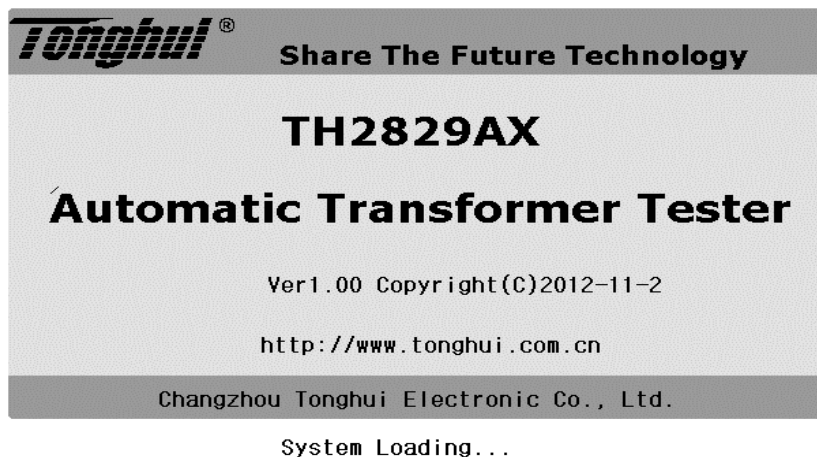 Tonghui®
Share The Future Technology
TH2829AX
Automatic Transformer Tester
Ver1.00 Copyright(C)2012-11-2
http://www.tonghui.com.cn
Changzhou Tonghui Electronic Co., Ltd.
System Loading...